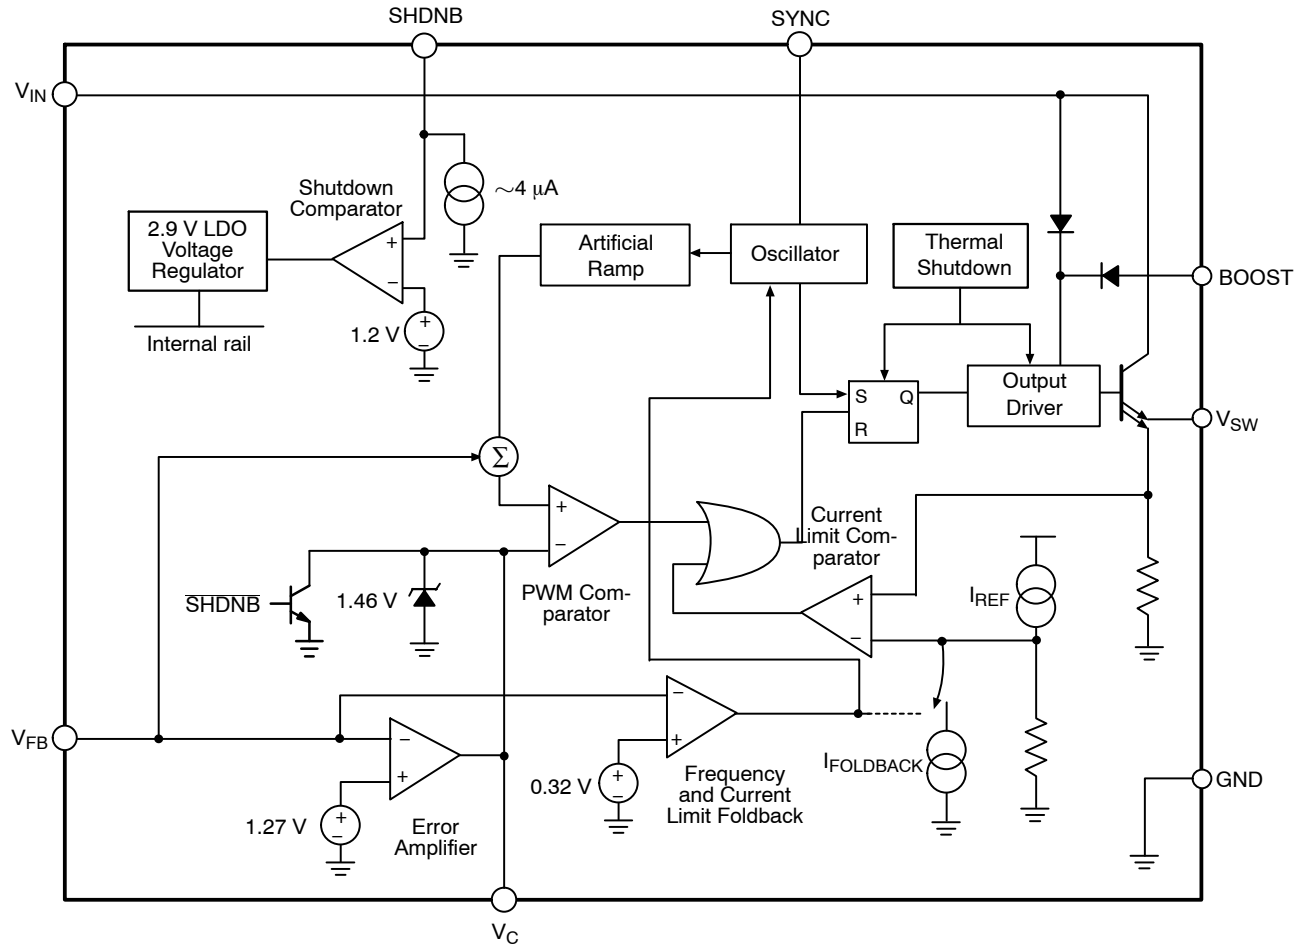 SHDNB
SYNC
VIN
Shutdown
Comparator
∼4 μA
2.9 V LDO
Voltage
Regulator
+
−
Artificial
Ramp
Oscillator
Thermal
Shutdown
BOOST
Internal rail
1.2 V
+
−
S
Q
R
Output
Driver
VSW
Σ
+
−
PWM Com-
parator
Current
Limit Com-
parator
SHDNB
1.46 V
+
−
IREF
VFB
−
+
Error
Amplifier
1.27 V
+
−
−
+
0.32 V
+
−
Frequency
and Current
Limit Foldback
IFOLDBACK
GND
VC